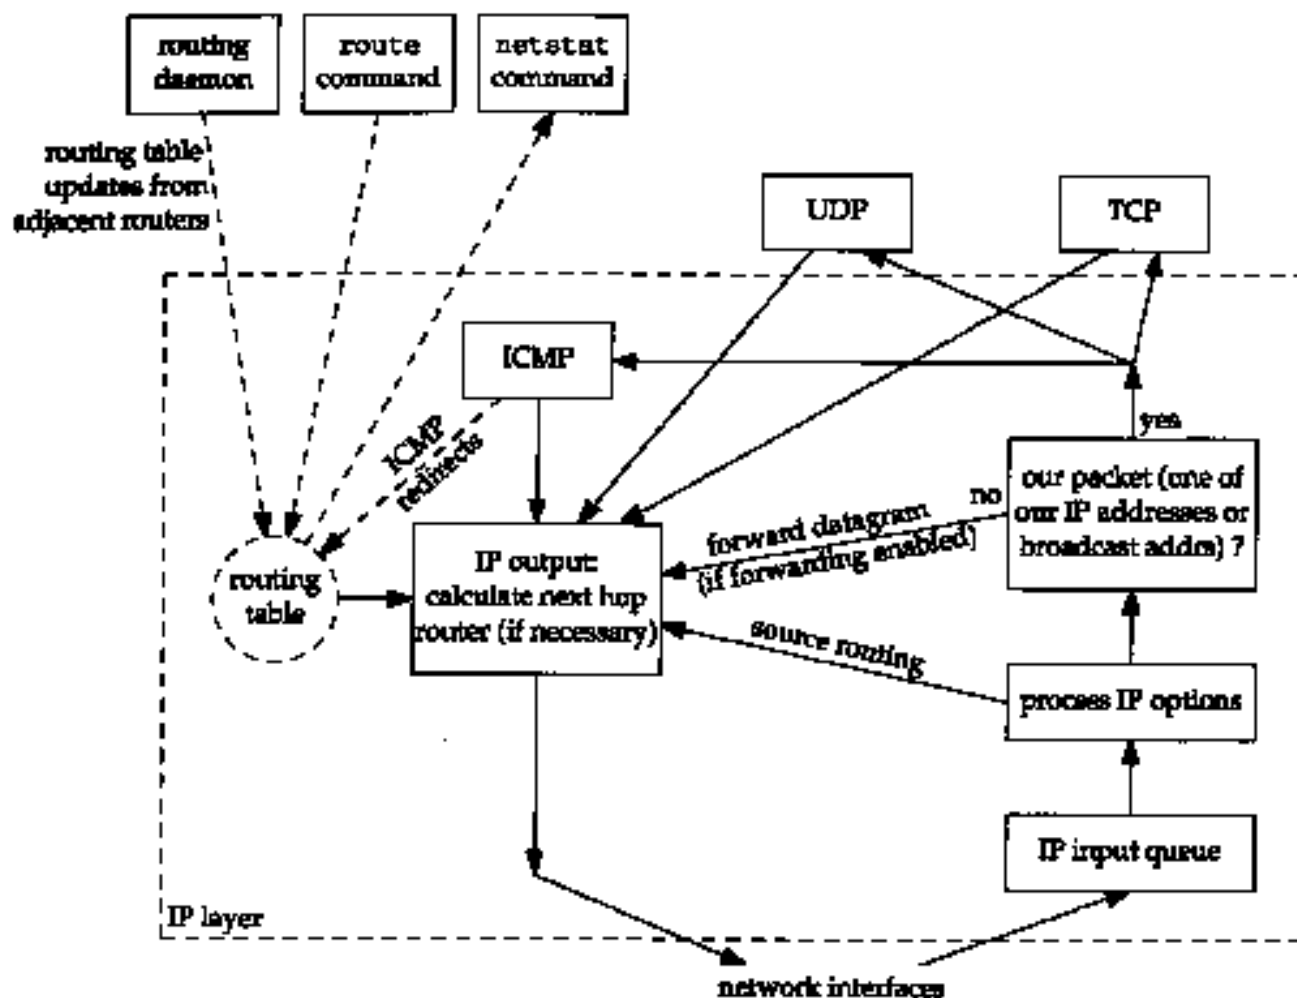 routing
daemon
route
command
netstat
command
routing table
updates from
adjacent routers
UDP
TCP
ICMP
ICMP
redirects
yes
our packet (one of
our IP addresses or
broadcast addrs) ?
no
forward datagram
(if forwarding enabled)
IP output:
calculate next hop
router (if necessary)
routing
table
source routing
process IP options
IP input queue
IP layer
network interfaces